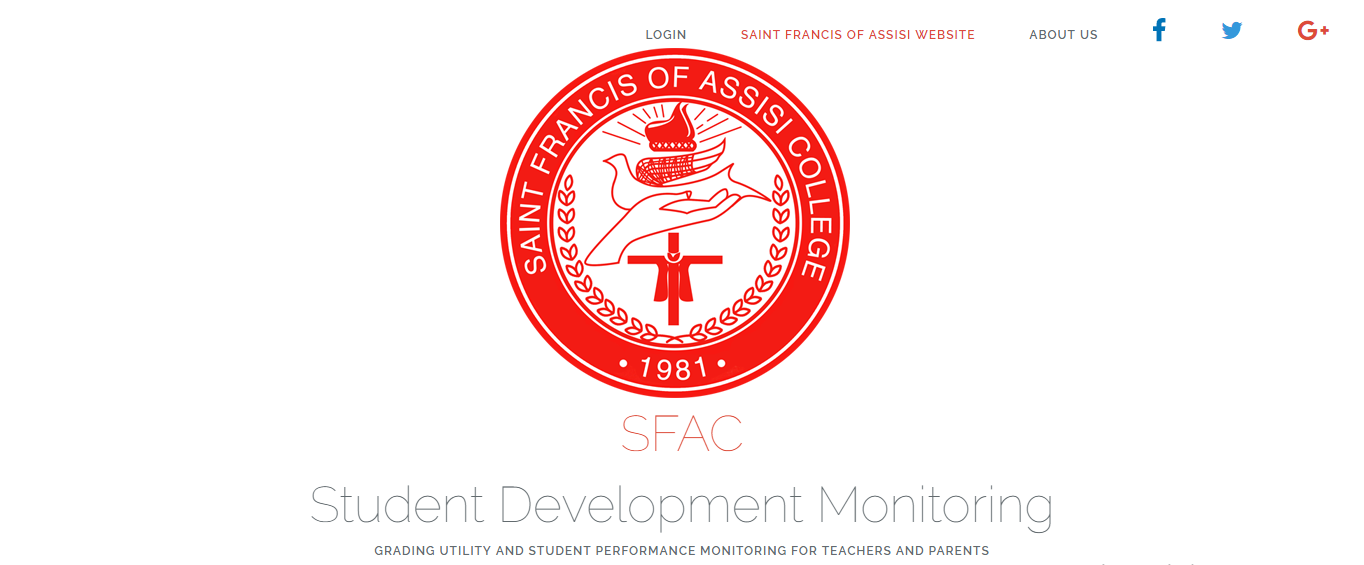 LOGIN SAINT FRANCIS OF ASSISI WEBSITE ABOUT US f G+
SAINT FRANCIS OF ASSISI COLLEGE
• 1981 •
SFAC
Student Development Monitoring
GRADING UTILITY AND STUDENT PERFORMANCE MONITORING FOR TEACHERS AND PARENTS